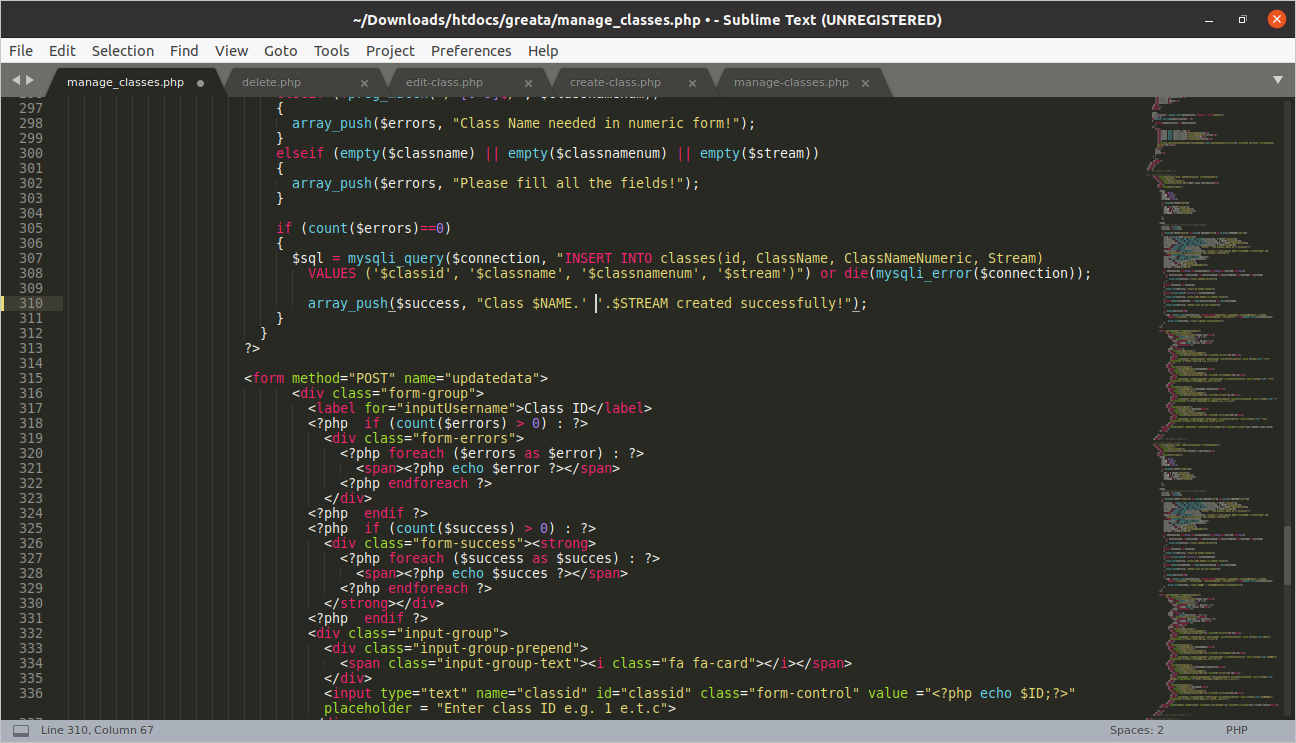 ~/Downloads/htdocs/greata/manage_classes.php • - Sublime Text (UNREGISTERED)
File Edit Selection Find View Goto Tools Project Preferences Help
manage_classes.php delete.php edit-class.php create-class.php manage-classes.php
297 {
298 array_push($errors, "Class Name needed in numeric form!");
299 }
300 elseif (empty($classname) || empty($classnamenum) || empty($stream))
301 {
302 array_push($errors, "Please fill all the fields!");
303 }
304
305 if (count($errors)==0)
306 {
307 $sql = mysqli_query($connection, "INSERT INTO classes(id, ClassName, ClassNameNumeric, Stream)
308 VALUES ('$classid', '$classname', '$classnamenum', '$stream')") or die(mysqli_error($connection));
309
310 array_push($success, "Class $NAME.' '.$STREAM created successfully!");
311 }
312 }
313 ?>
314
315 <form method="POST" name="updatedata">
316 <div class="form-group">
317 <label for="inputUsername">Class ID</label>
318 <?php  if (count($errors) > 0) : ?>
319 <div class="form-errors">
320 <?php foreach ($errors as $error) : ?>
321 <span><?php echo $error ?></span>
322 <?php endforeach ?>
323 </div>
324 <?php  endif ?>
325 <?php  if (count($success) > 0) : ?>
326 <div class="form-success"><strong>
327 <?php foreach ($success as $succes) : ?>
328 <span><?php echo $succes ?></span>
329 <?php endforeach ?>
330 </strong></div>
331 <?php  endif ?>
332 <div class="input-group">
333 <div class="input-group-prepend">
334 <span class="input-group-text"><i class="fa fa-card"></i></span>
335 </div>
336 <input type="text" name="classid" id="classid" class="form-control" value ="<?php echo $ID;?>"
placeholder = "Enter class ID e.g. 1 e.t.c">
Line 310, Column 67 Spaces: 2 PHP